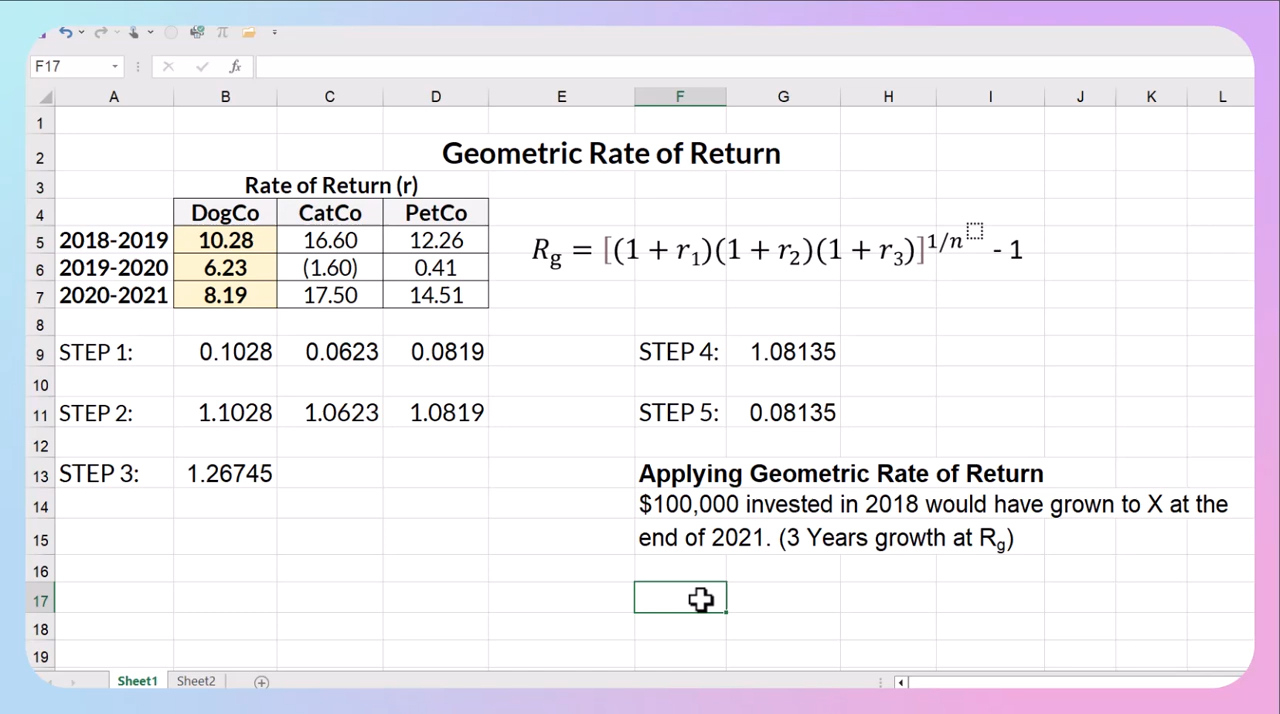 F17 fx
A B C D E F G H I J K L
1
2 Geometric Rate of Return
3 Rate of Return (r)
4 DogCo CatCo PetCo
5 2018-2019 10.28 16.60 12.26
R_g = [(1 + r_1)(1 + r_2)(1 + r_3)]^{1/n} - 1
6 2019-2020 6.23 (1.60) 0.41
7 2020-2021 8.19 17.50 14.51
8
9 STEP 1: 0.1028 0.0623 0.0819 STEP 4: 1.08135
10
11 STEP 2: 1.1028 1.0623 1.0819 STEP 5: 0.08135
12
13 STEP 3: 1.26745 Applying Geometric Rate of Return
14 $100,000 invested in 2018 would have grown to X at the
15 end of 2021. (3 Years growth at R_g)
16
17
18
19
Sheet1 Sheet2